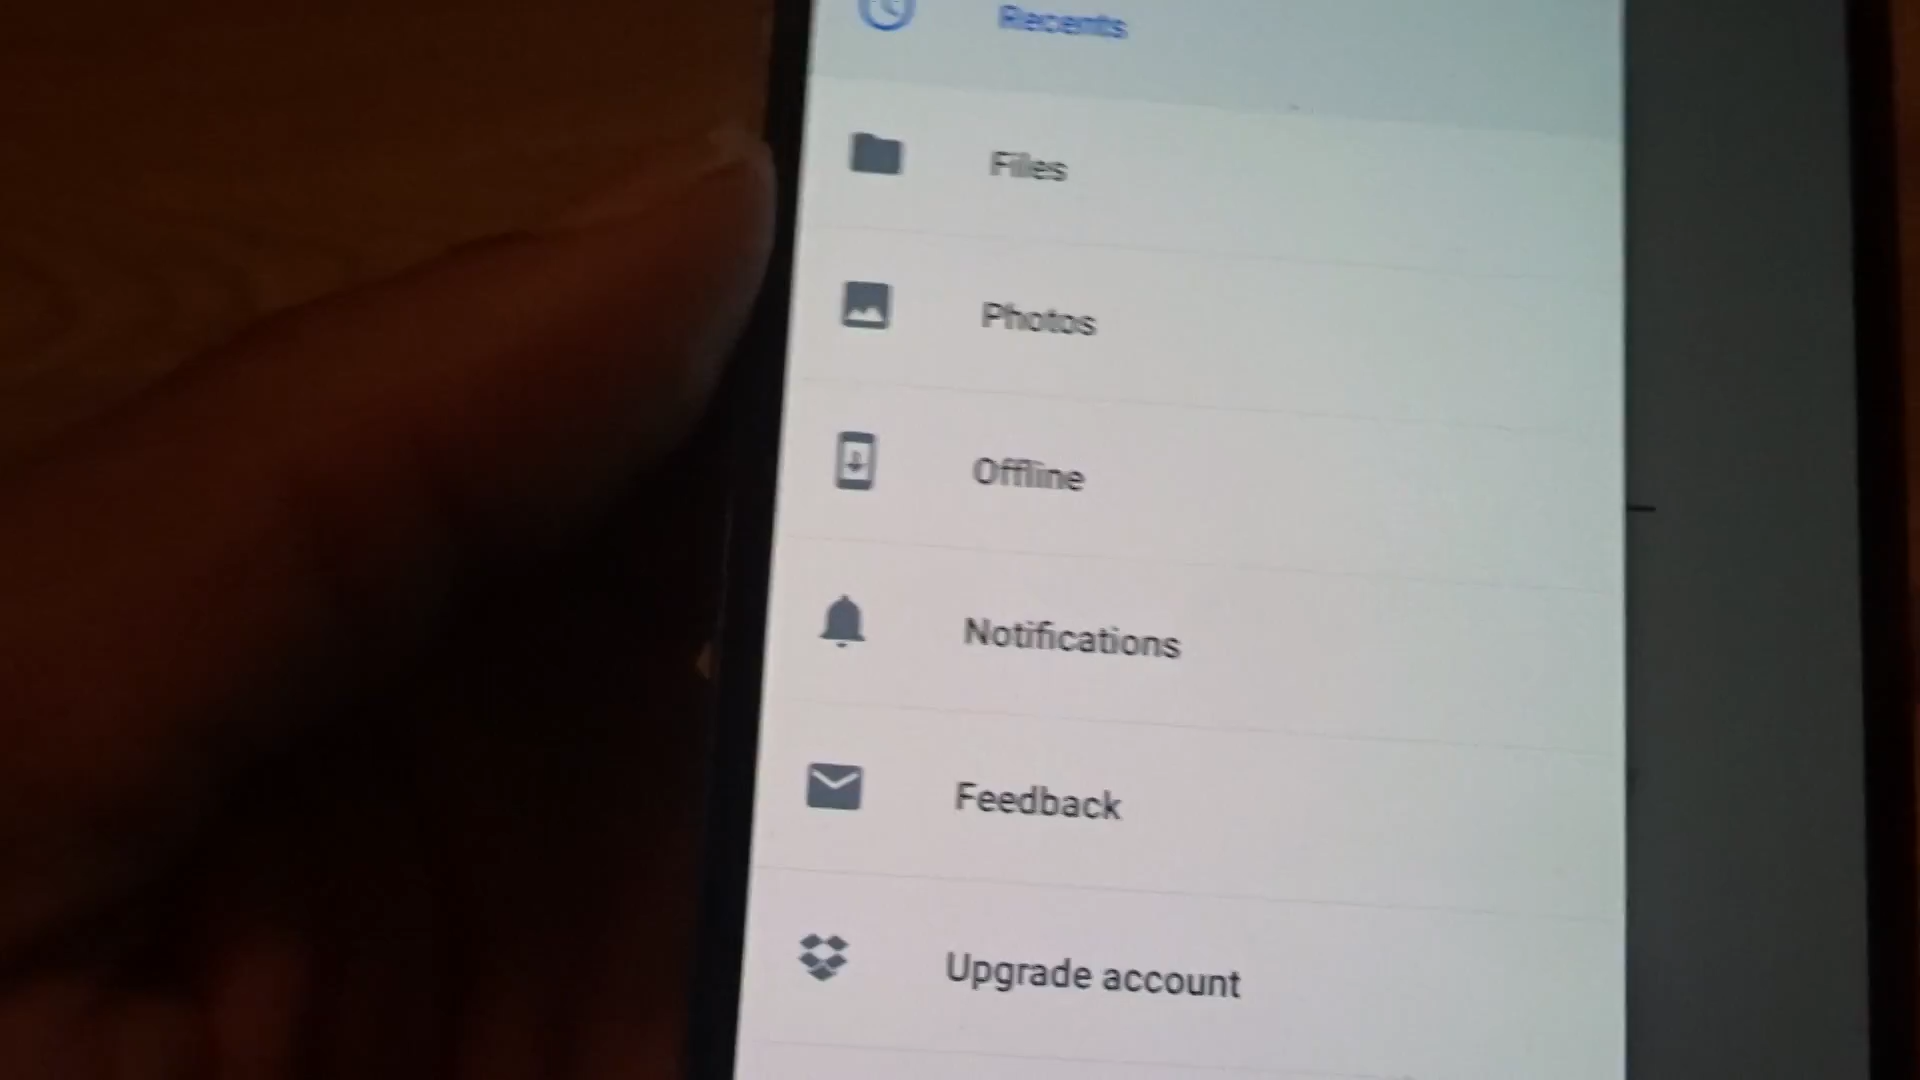 Recents
Files
Photos
Offline
Notifications
Feedback
Upgrade account